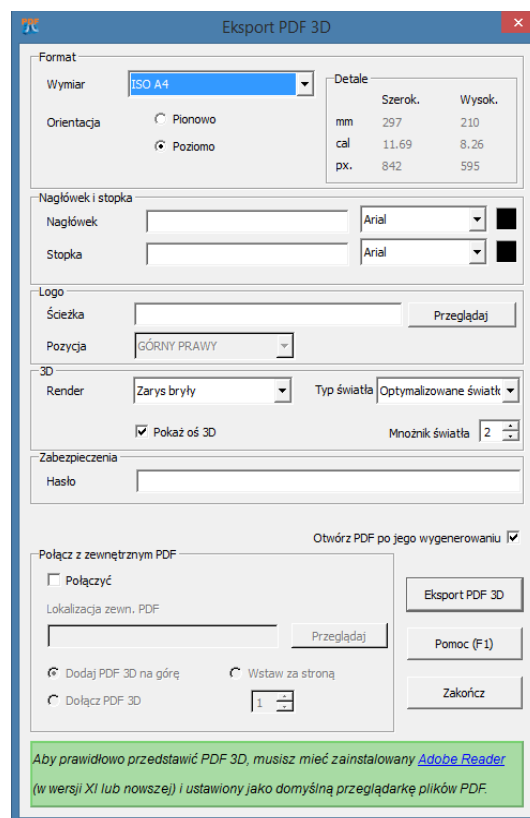 Eksport PDF 3D
Format
Wymiar ISO A4
Orientacja Pionowo
Poziomo
Detale
Szerok. Wysok.
mm 297 210
cal 11.69 8.26
px. 842 595
Nagłówek i stopka
Nagłówek Arial
Stopka Arial
Logo
Ścieżka Przeglądaj
Pozycja GÓRNY PRAWY
3D
Render Zarys bryły Typ światła Optymalizowane światło
Pokaż oś 3D Mnożnik światła 2
Zabezpieczenia
Hasło
Otwórz PDF po jego wygenerowaniu
Połącz z zewnętrznym PDF
Połączyć
Lokalizacja zewn. PDF
Przeglądaj
Dodaj PDF 3D na górę Wstaw za stroną
Dołącz PDF 3D 1
Eksport PDF 3D
Pomoc (F1)
Zakończ
Aby prawidłowo przedstawić PDF 3D, musisz mieć zainstalowany Adobe Reader
(w wersji XI lub nowszej) i ustawiony jako domyślną przeglądarkę plików PDF.